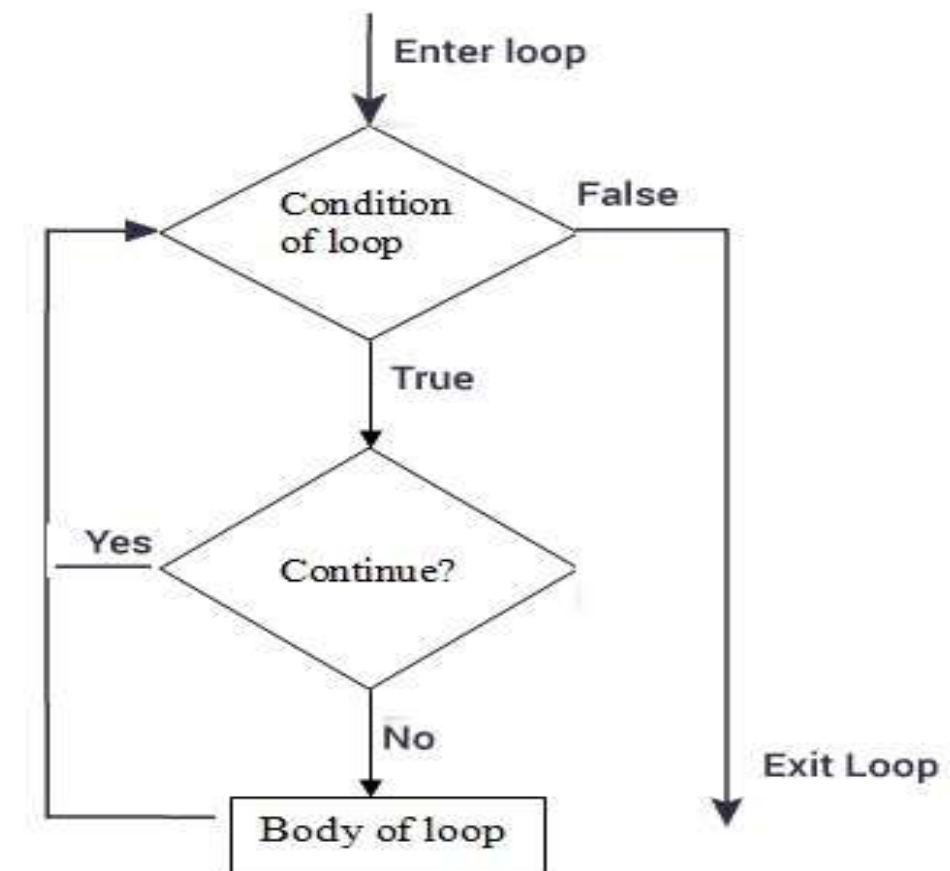 Enter loop
Condition
of loop
False
True
Yes
Continue?
No
Exit Loop
Body of loop